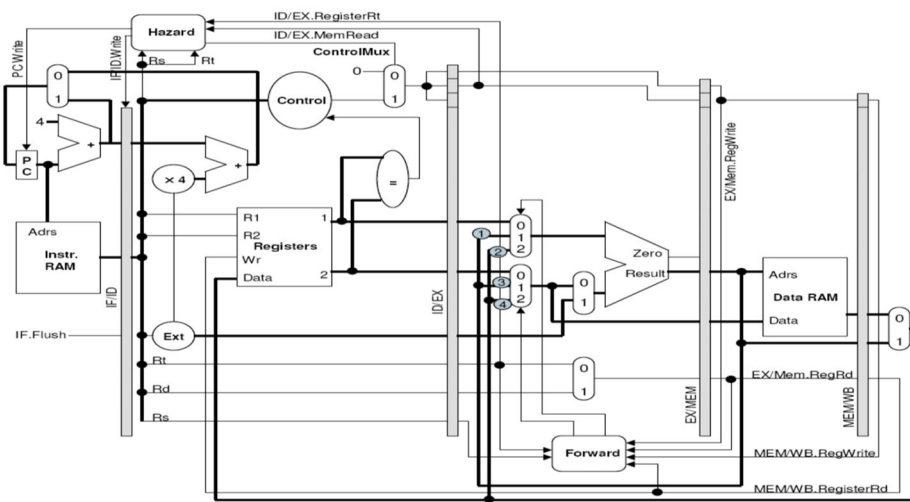 ID/EX.RegisterRt
Hazard
ID/EX.MemRead
ControlMux
PCWrite
IF/ID.Write
Rs
Rt
0
1
0
0
1
Control
4
+
+
P
C
× 4
=
EX/Mem.RegWrite
Adrs
Instr.
RAM
R1
R2
Wr
Data
Registers
1
2
0
1
2
1
2
3
4
0
1
2
0
1
Zero
Result
Adrs
Data RAM
Data
0
1
IF/ID
ID/EX
EX/MEM
MEM/WB
IF.Flush
Ext
Rt
Rd
Rs
0
1
EX/Mem.RegRd
Forward
MEM/WB.RegWrite
MEM/WB.RegisterRd